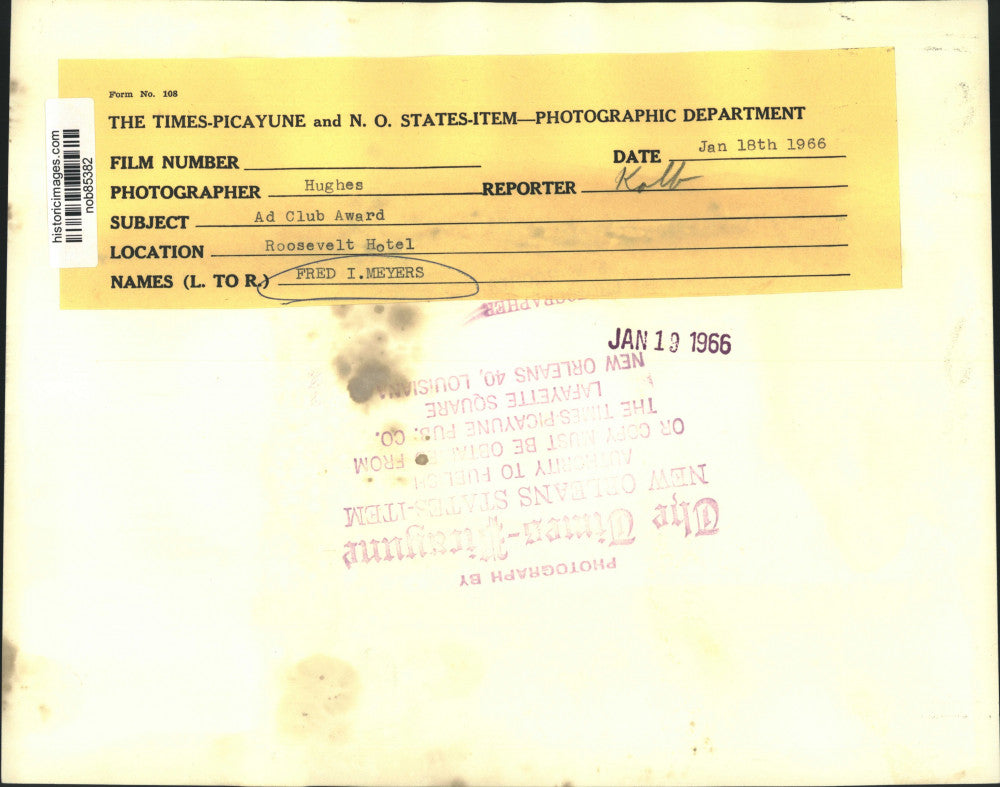 Form No. 108
THE TIMES-PICAYUNE and N. O. STATES-ITEM—PHOTOGRAPHIC DEPARTMENT
FILM NUMBER
DATE Jan 18th 1966
PHOTOGRAPHER Hughes REPORTER Kolb
SUBJECT Ad Club Award
LOCATION Roosevelt Hotel
NAMES (L. TO R.) FRED I.MEYERS
historicimages.com
nob85382
JAN 19 1966
PHOTOGRAPH BY
The Times-Picayune
NEW ORLEANS STATES-ITEM
AUTHORITY TO
OR COPY MUST BE FROM
THE TIMES-PICAYUNE PUB. CO.
LAFAYETTE SQUARE
NEW ORLEANS 40, LOUISIANA